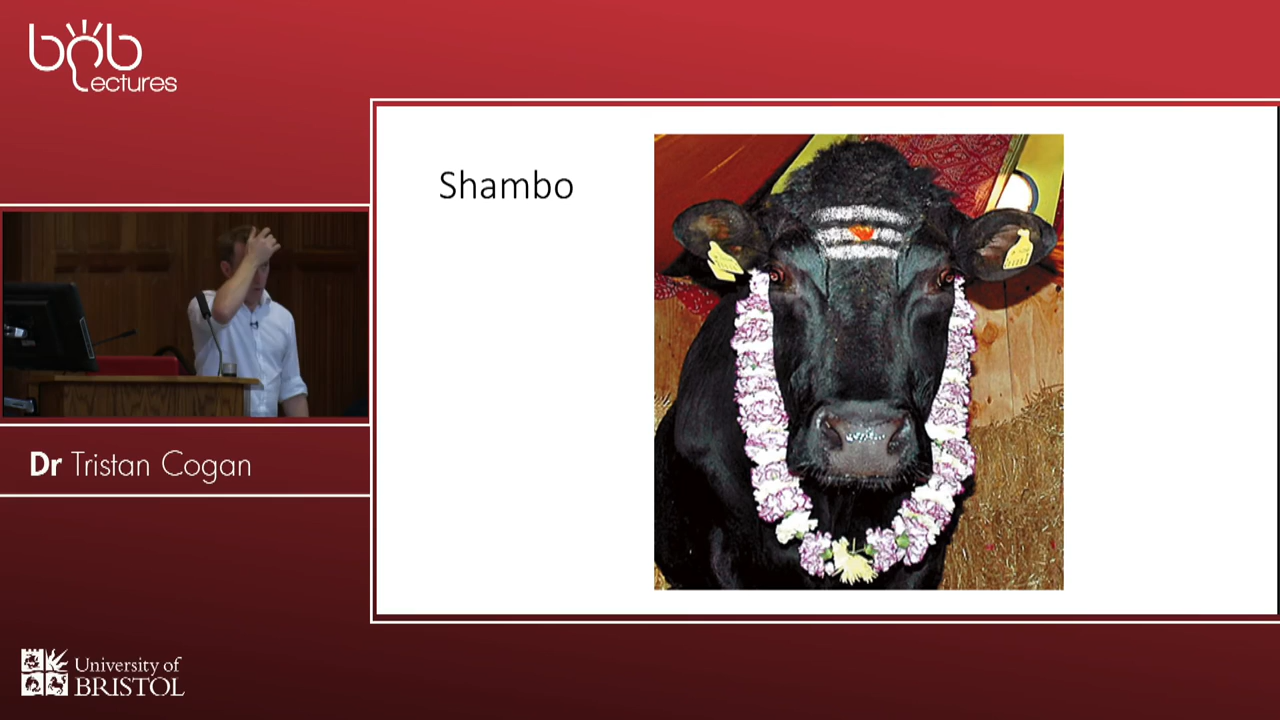 bob
Lectures
Shambo
Dr Tristan Cogan
University of
BRISTOL